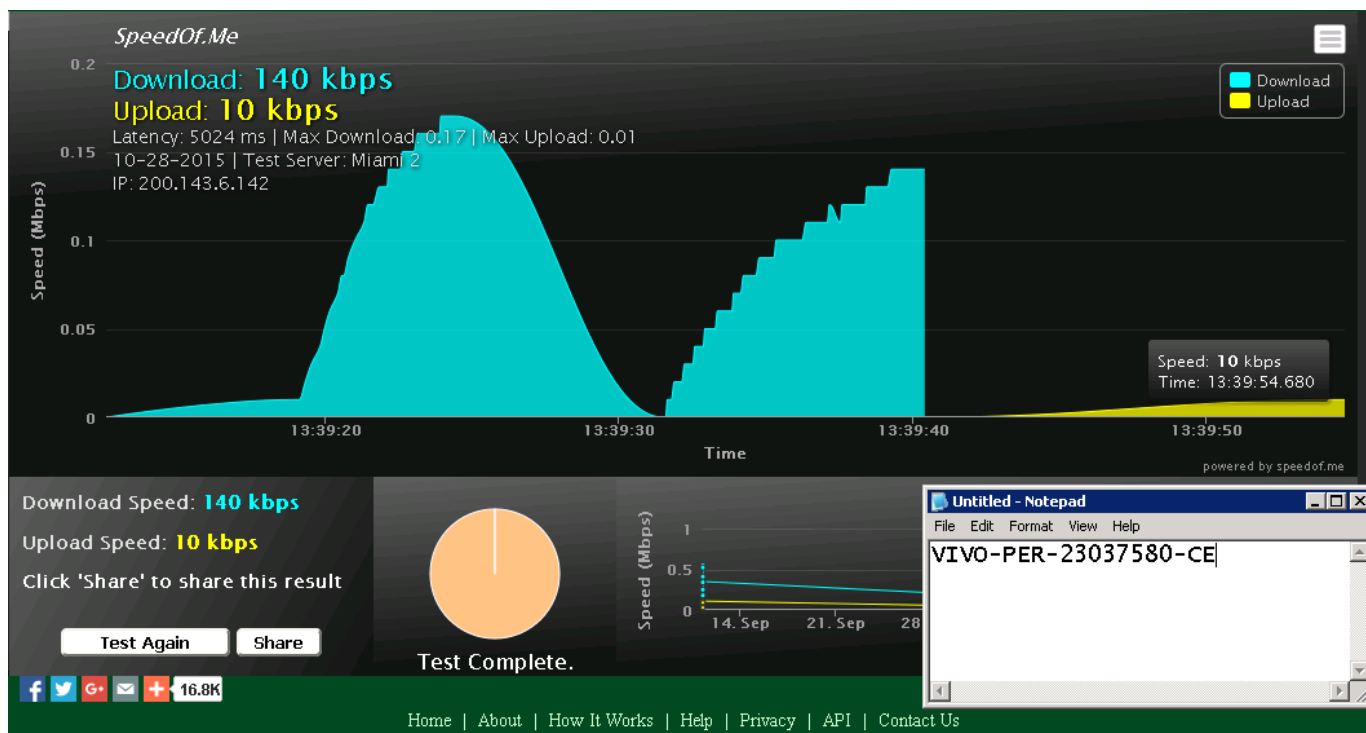 SpeedOf.Me
Download: 140 kbps
Upload: 10 kbps
Latency: 5024 ms | Max Download: 0.17 | Max Upload: 0.01
10-28-2015 | Test Server: Miami 2
IP: 200.143.6.142
Download
Upload
Speed (Mbps)
0.2
0.15
0.1
0.05
0
Speed: 10 kbps
Time: 13:39:54.680
13:39:20
13:39:30
13:39:40
13:39:50
Time
powered by speedof.me
Download Speed: 140 kbps
Upload Speed: 10 kbps
Click 'Share' to share this result
Test Again
Share
Test Complete.
Speed (Mbps)
1
0.5
0
14. Sep
21. Sep
28
Untitled - Notepad
File Edit Format View Help
VIVO-PER-23037580-CE
f
G+
16.8K
Home | About | How It Works | Help | Privacy | API | Contact Us